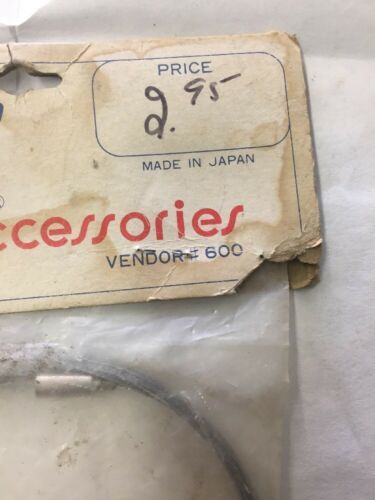 PRICE
2.95
MADE IN JAPAN
®
ccessories
VENDOR # 600